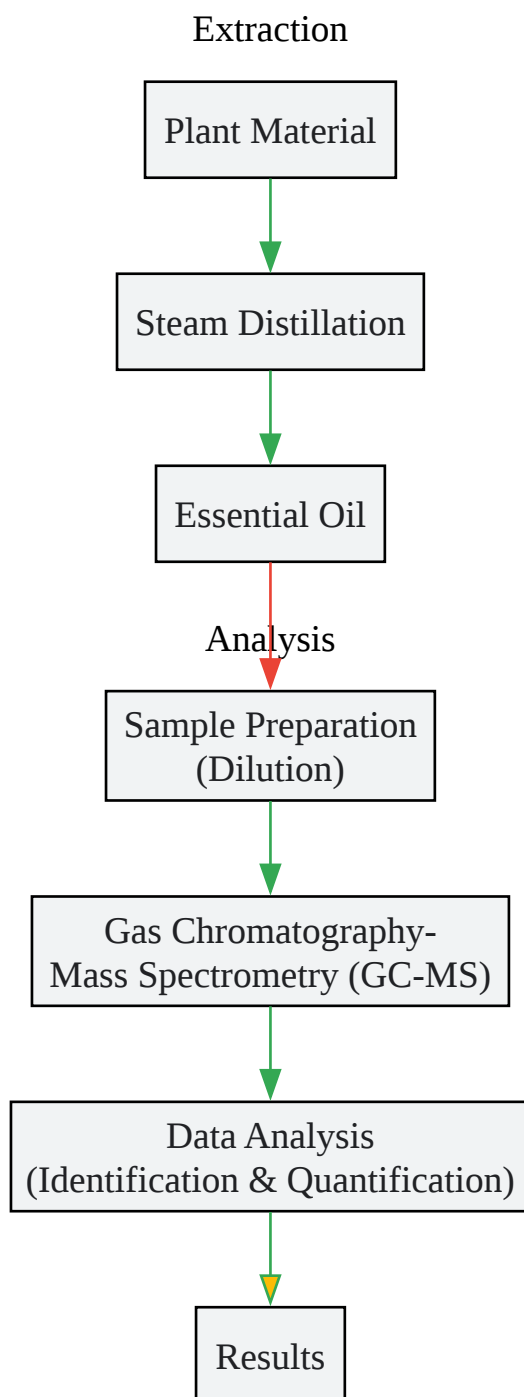 Extraction
Plant Material
Steam Distillation
Essential Oil
Analysis
Sample Preparation
(Dilution)
Gas Chromatography-
Mass Spectrometry (GC-MS)
Data Analysis
(Identification & Quantification)
Results